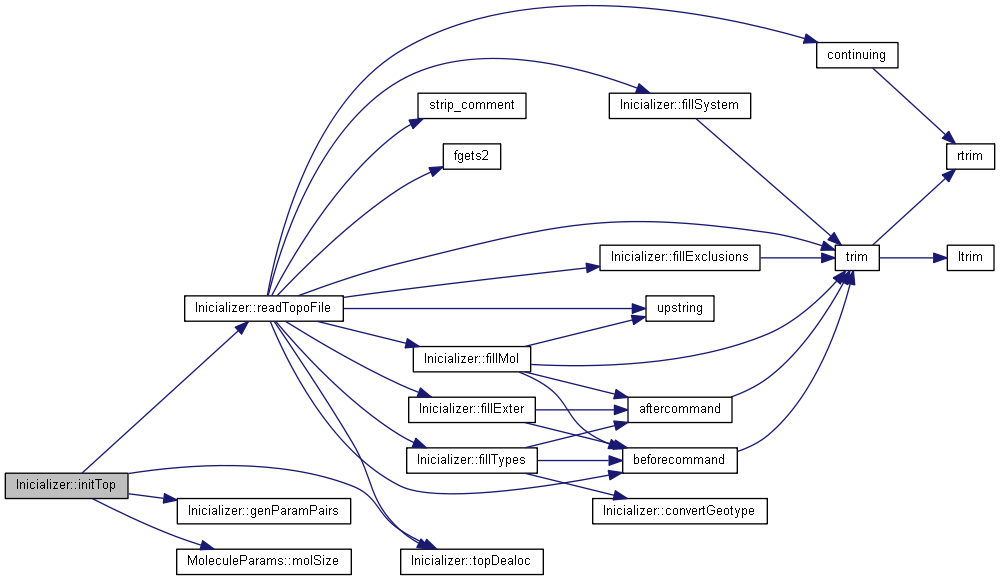 continuing
strip_comment
Inicializer::fillSystem
fgets2
rtrim
Inicializer::fillExclusions
trim
ltrim
Inicializer::readTopoFile
upstring
Inicializer::fillMol
Inicializer::fillExter
aftercommand
Inicializer::fillTypes
beforecommand
Inicializer::initTop
Inicializer::genParamPairs
Inicializer::convertGeotype
MoleculeParams::molSize
Inicializer::topDealoc